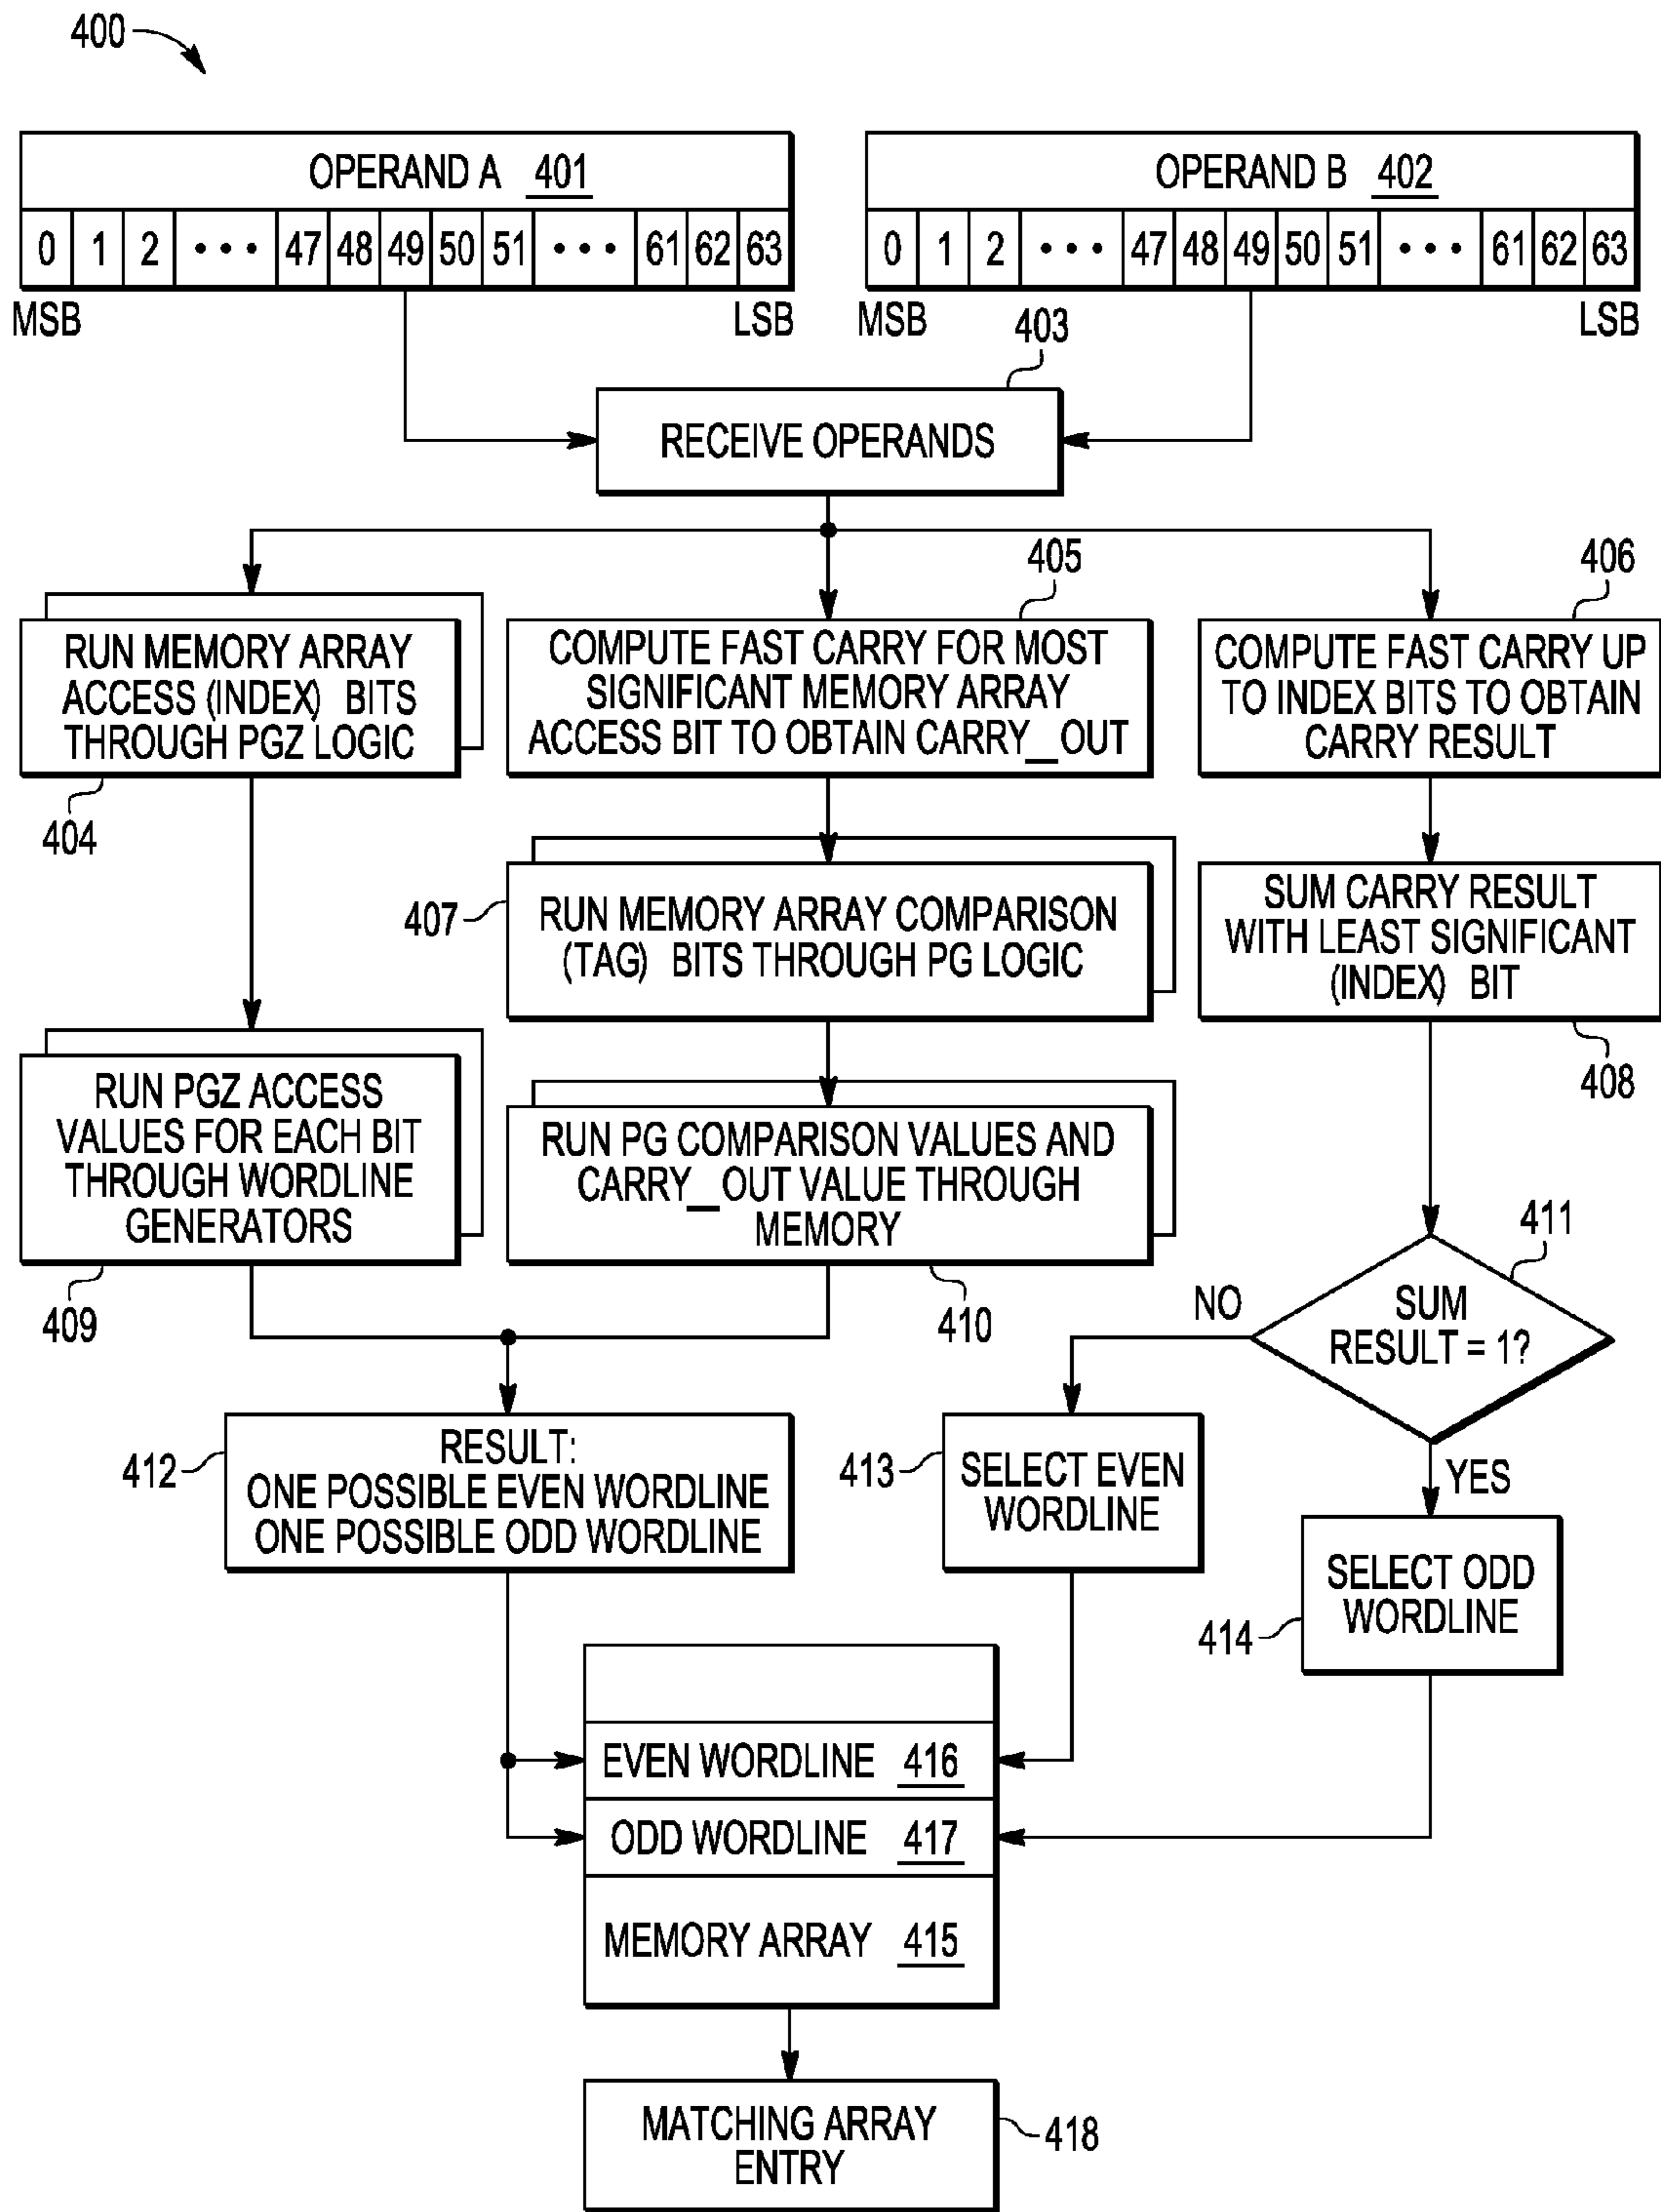 400
OPERAND A 401
0 1 2 • • • 47 48 49 50 51 • • • 61 62 63
MSB LSB
OPERAND B 402
0 1 2 • • • 47 48 49 50 51 • • • 61 62 63
MSB LSB
403
RECEIVE OPERANDS
404
RUN MEMORY ARRAY
ACCESS (INDEX) BITS
THROUGH PGZ LOGIC
405
COMPUTE FAST CARRY FOR MOST
SIGNIFICANT MEMORY ARRAY
ACCESS BIT TO OBTAIN CARRY_OUT
406
COMPUTE FAST CARRY UP
TO INDEX BITS TO OBTAIN
CARRY RESULT
407
RUN MEMORY ARRAY COMPARISON
(TAG) BITS THROUGH PG LOGIC
SUM CARRY RESULT
WITH LEAST SIGNIFICANT
(INDEX) BIT
408
RUN PGZ ACCESS
VALUES FOR EACH BIT
THROUGH WORDLINE
GENERATORS
409
RUN PG COMPARISON VALUES AND
CARRY_OUT VALUE THROUGH
MEMORY
410
411
SUM
RESULT = 1?
NO
YES
412
RESULT:
ONE POSSIBLE EVEN WORDLINE
ONE POSSIBLE ODD WORDLINE
413
SELECT EVEN
WORDLINE
414
SELECT ODD
WORDLINE
EVEN WORDLINE 416
ODD WORDLINE 417
MEMORY ARRAY 415
MATCHING ARRAY
ENTRY
418